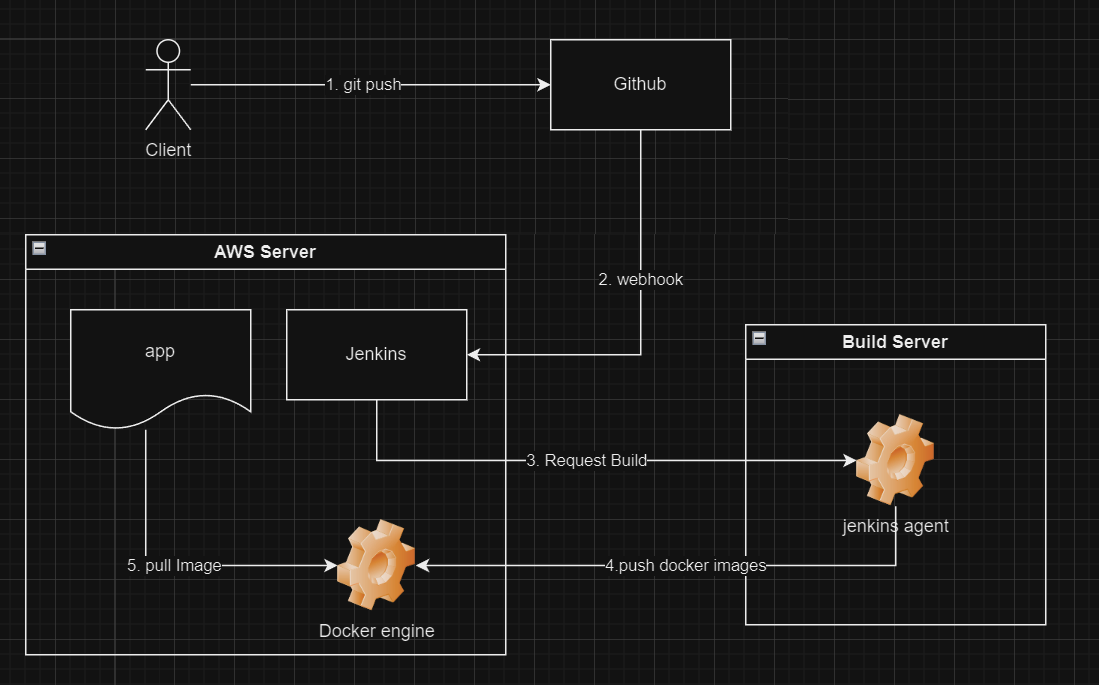 1. git push
Github
Client
AWS Server
2. webhook
app
Jenkins
Build Server
3. Request Build
jenkins agent
5. pull Image
4.push docker images
Docker engine